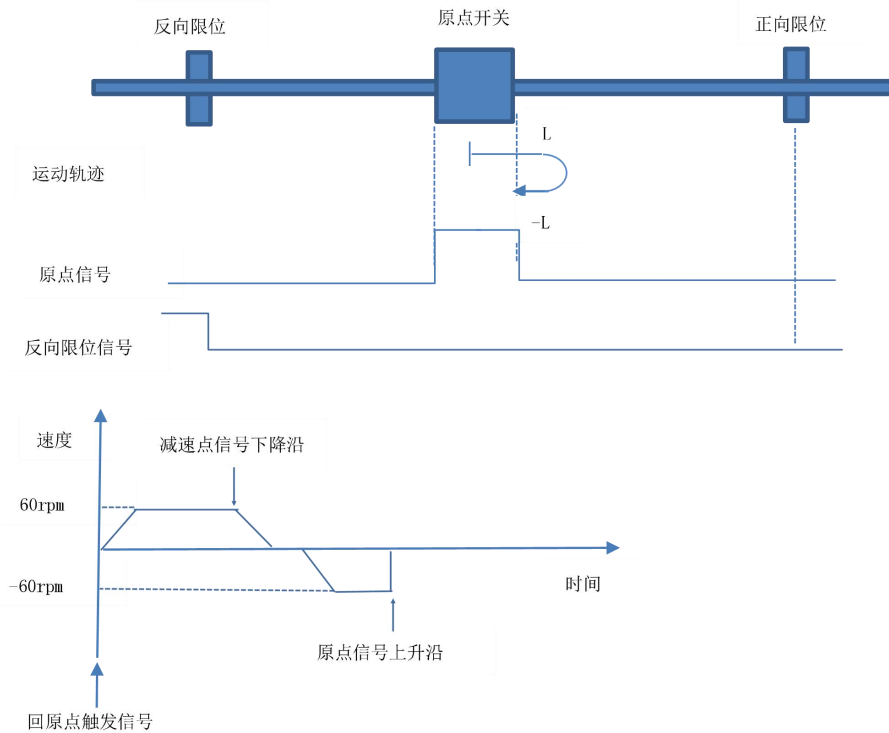 反向限位
原点开关
正向限位
L
运动轨迹
-L
原点信号
反向限位信号
速度
减速点信号下降沿
60rpm
-60rpm
时间
原点信号上升沿
回原点触发信号